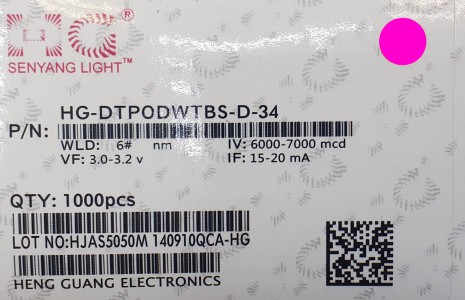 ®
SENYANG LIGHT™
HG-DTPODWTBS-D-34
P/N:
WLD: 6# nm IV: 6000-7000 mcd
VF: 3.0-3.2 v IF: 15-20 mA
QTY: 1000pcs
LOT NO:HJAS5050M 140910QCA-HG
HENG GUANG ELECTRONICS